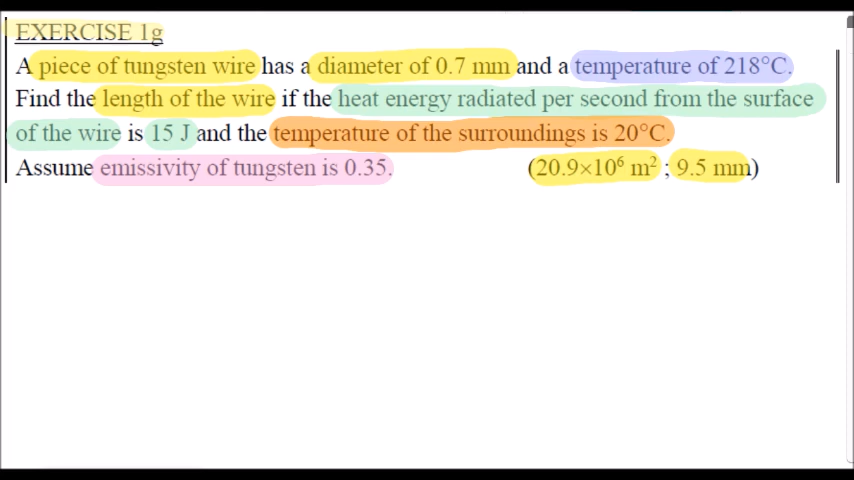 EXERCISE 1g
A piece of tungsten wire has a diameter of 0.7 mm and a temperature of 218°C.
Find the length of the wire if the heat energy radiated per second from the surface
of the wire is 15 J and the temperature of the surroundings is 20°C.
Assume emissivity of tungsten is 0.35. (20.9×10⁶ m² ; 9.5 mm)